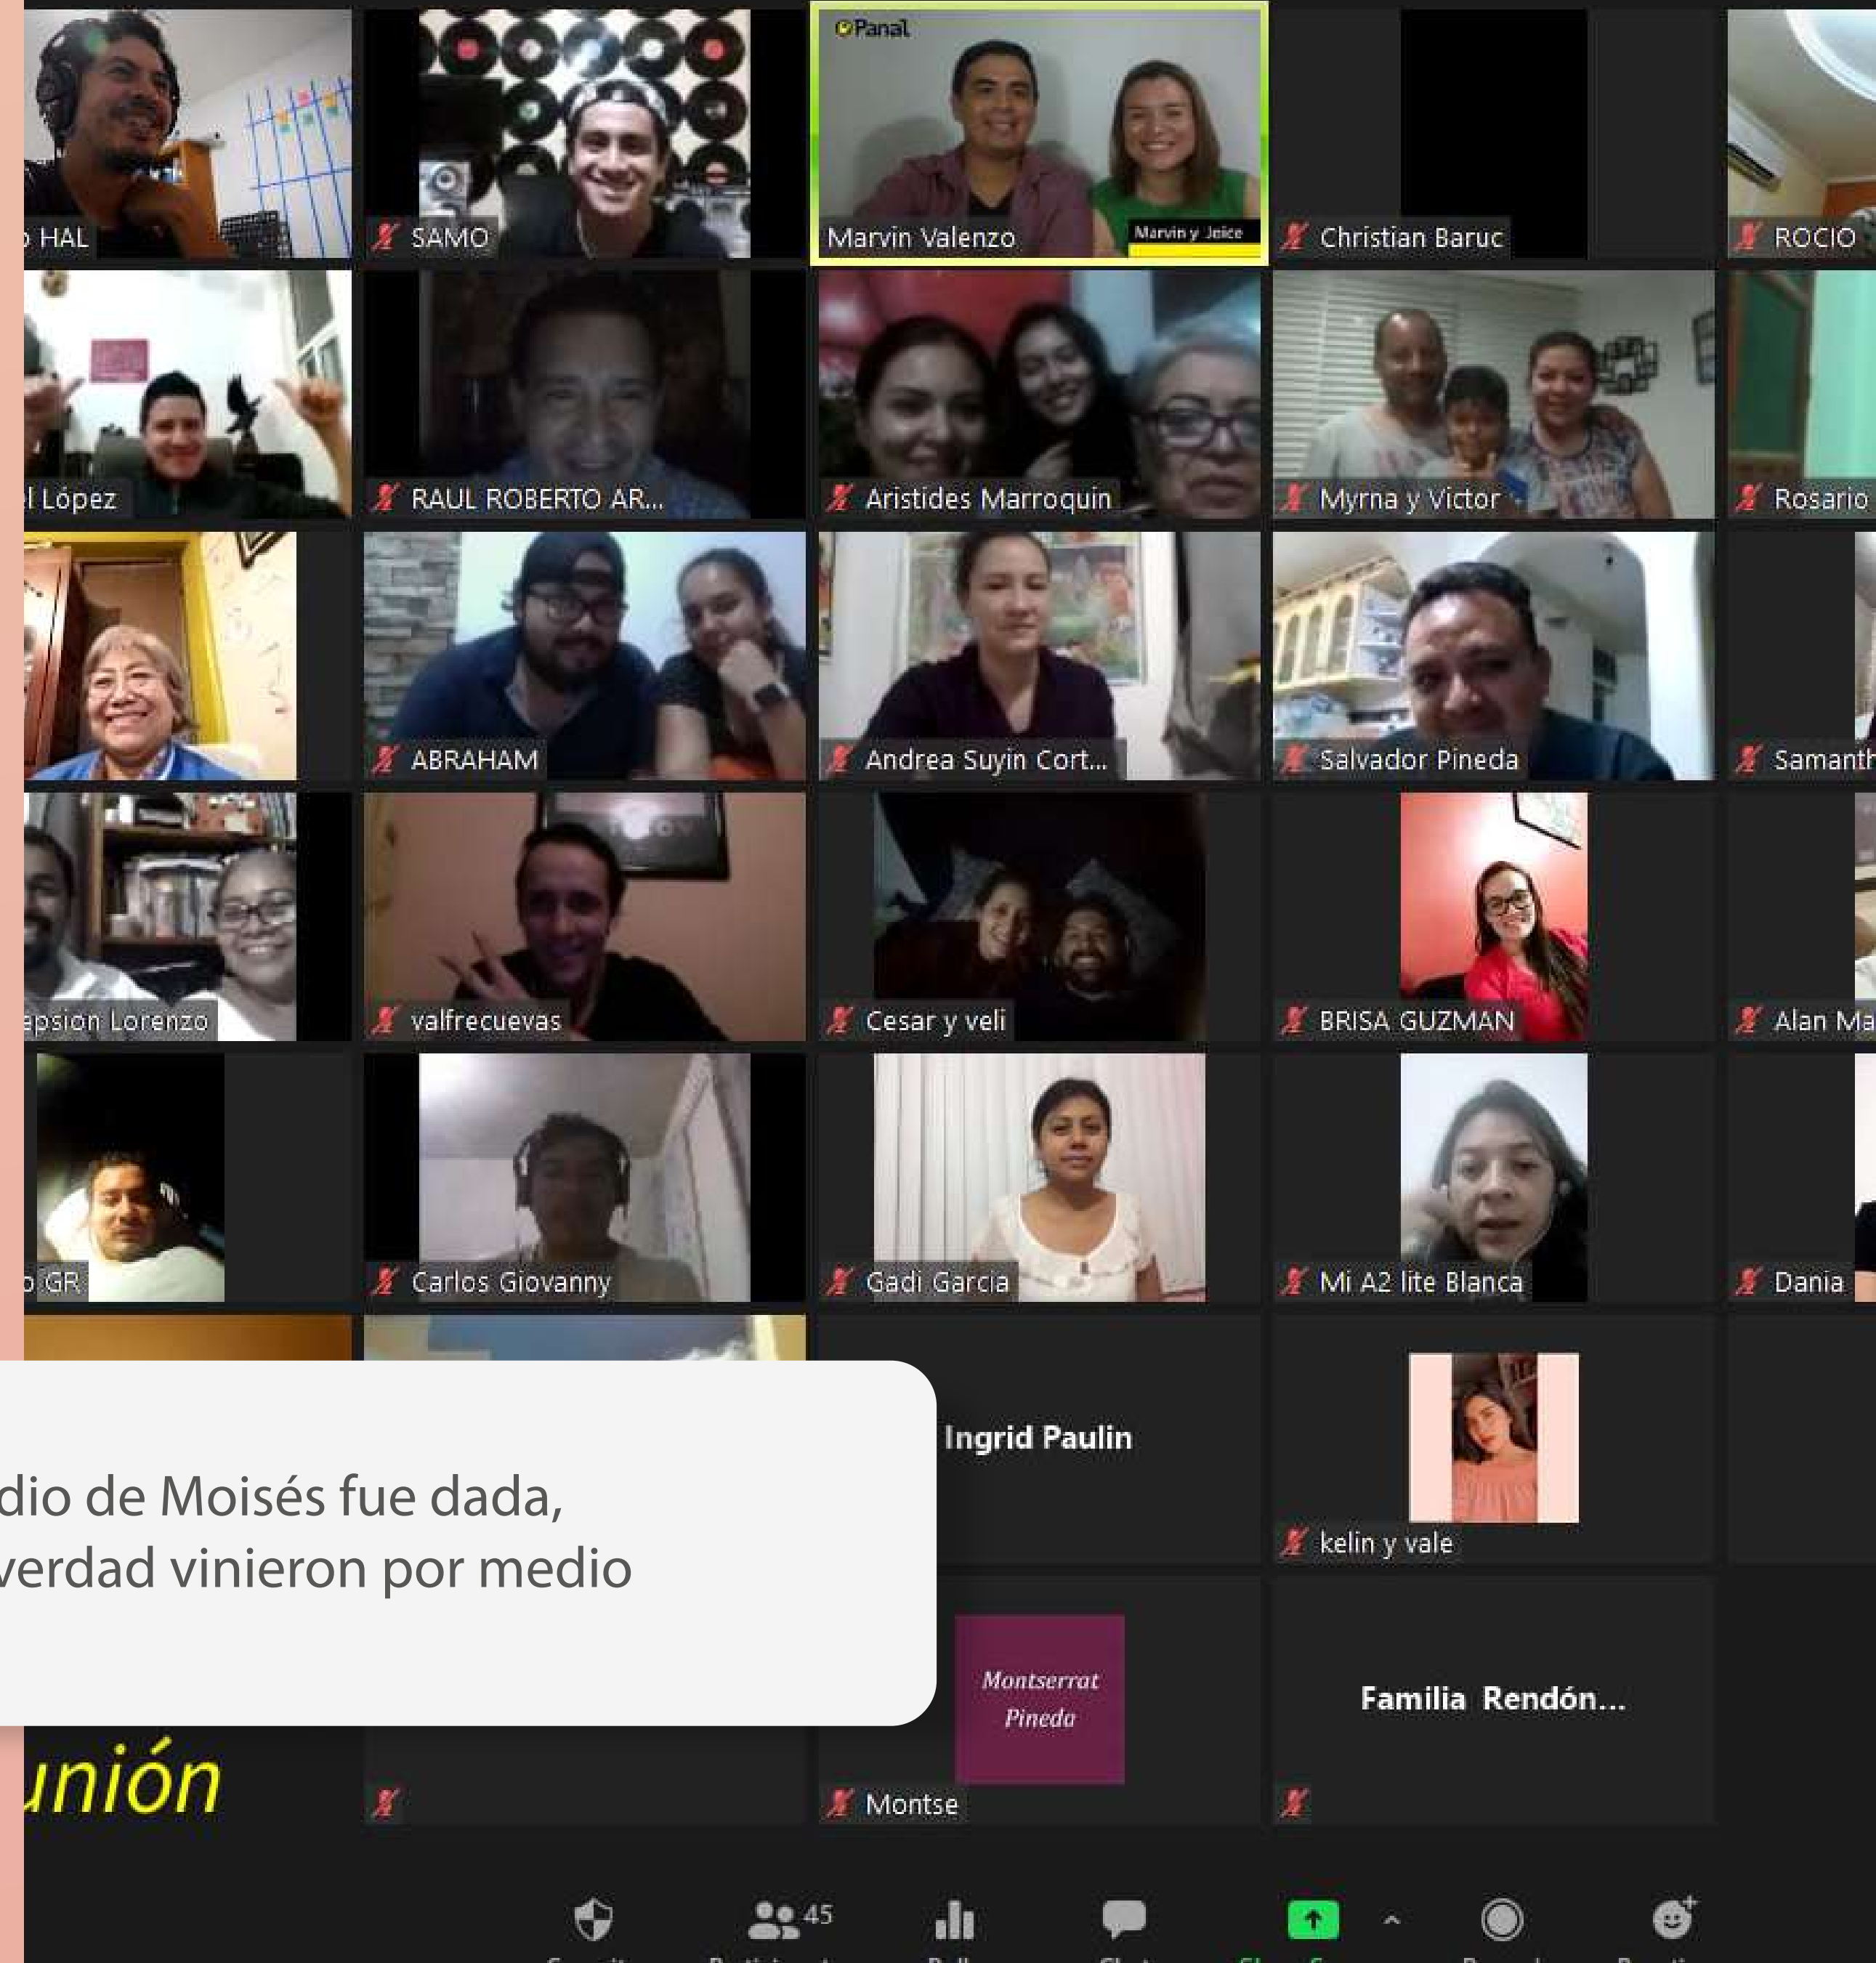 Panal
HAL
SAMO
Marvin Valenzo
Marvin y Jeice
Christian Baruc
ROCIO
López
RAUL ROBERTO AR...
Aristides Marroquin
Myrna y Victor
Rosario
ABRAHAM
Andrea Suyin Cort...
Salvador Pineda
Samanth
epsion Lorenzo
valfrecuevas
Cesar y veli
BRISA GUZMAN
Alan Ma
GR
Carlos Giovanny
Gadi Garcia
Mi A2 lite Blanca
Dania
Ingrid Paulin
kelin y vale
dio de Moisés fue dada,
verdad vinieron por medio
Montserrat
Pineda
Familia Rendón...
unión
Montse
45